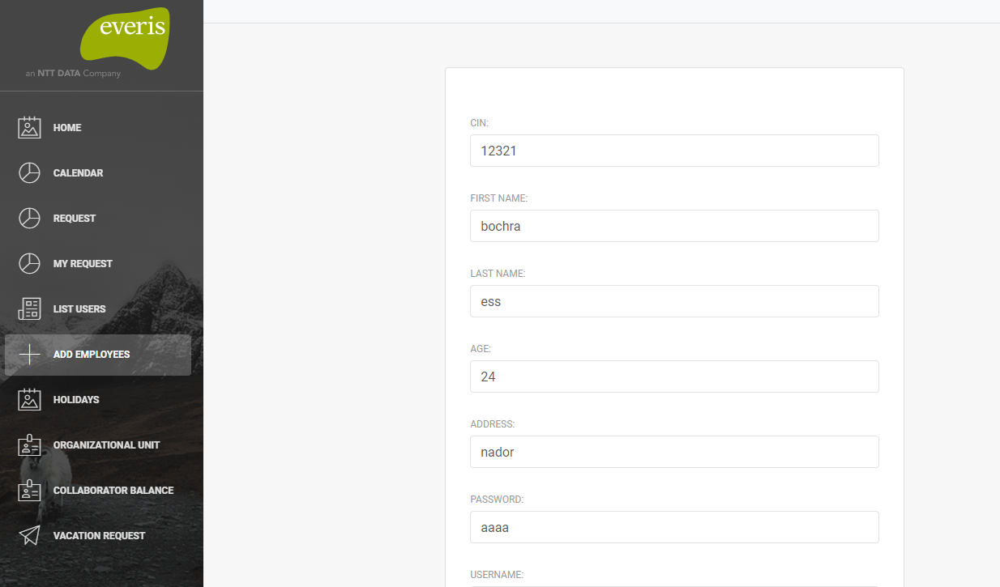 everis
an NTT DATA Company
HOME
CALENDAR
REQUEST
MY REQUEST
LIST USERS
ADD EMPLOYEES
HOLIDAYS
ORGANIZATIONAL UNIT
COLLABORATOR BALANCE
VACATION REQUEST
CIN:
12321
FIRST NAME:
bochra
LAST NAME:
ess
AGE:
24
ADDRESS:
nador
PASSWORD:
aaaa
USERNAME: